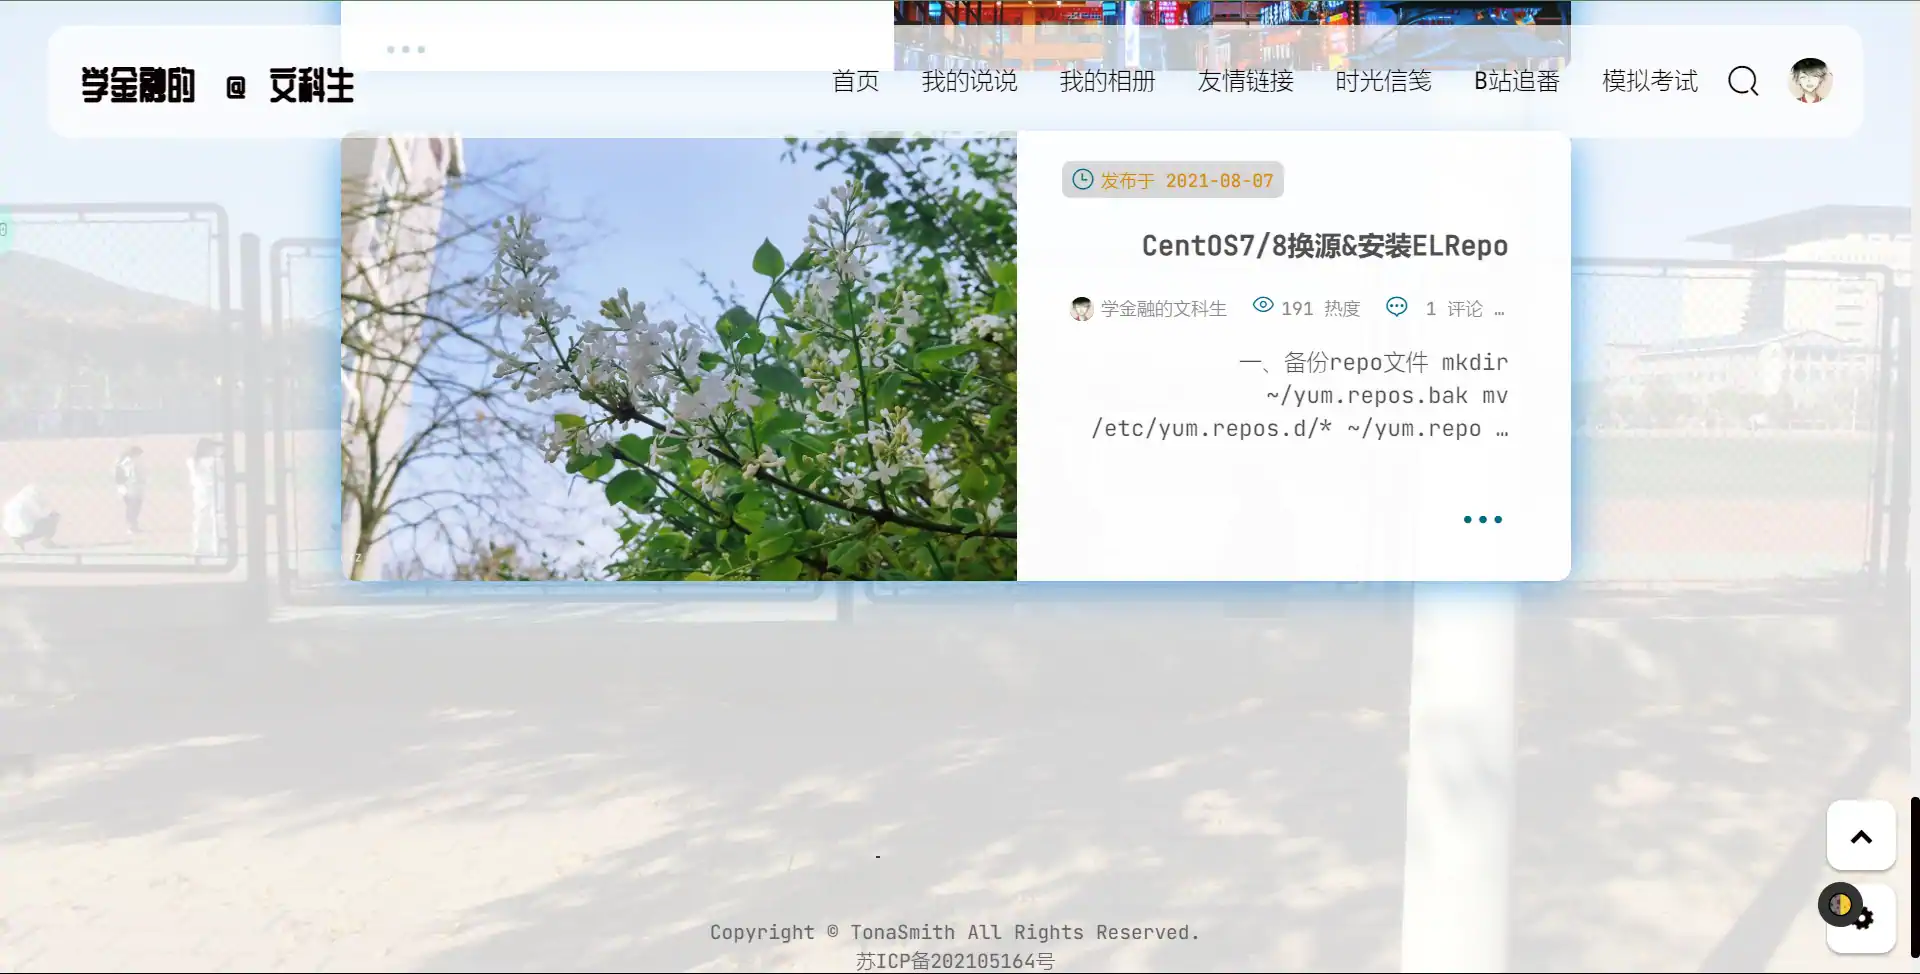 学金融的 @ 文科生
首页 我的说说 我的相册 友情链接 时光信笺 B站追番 模拟考试
发布于 2021-08-07
CentOS7/8换源&安装ELRepo
学金融的文科生 191 热度 1 评论 …
一、备份repo文件 mkdir
~/yum.repos.bak mv
/etc/yum.repos.d/* ~/yum.repo …
-
Copyright © TonaSmith All Rights Reserved.
苏ICP备202105164号